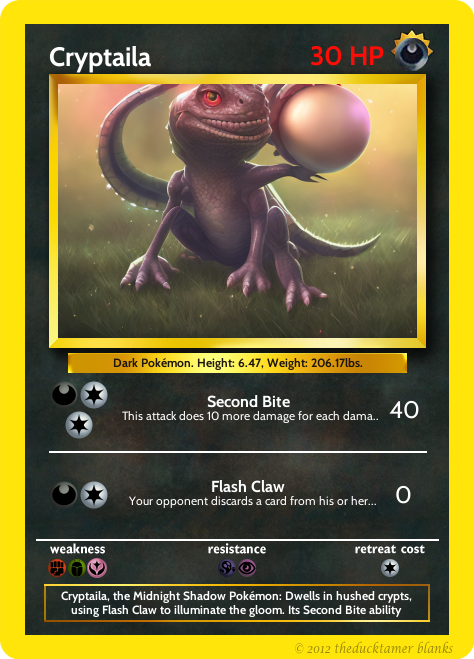 Cryptaila
30 HP
Dark Pokémon. Height: 6.47, Weight: 206.17lbs.
Second Bite
This attack does 10 more damage for each dama..
40
Flash Claw
Your opponent discards a card from his or her...
0
weakness
resistance
retreat cost
Cryptaila, the Midnight Shadow Pokémon: Dwells in hushed crypts,
using Flash Claw to illuminate the gloom. Its Second Bite ability
© 2012 theducktamer blanks